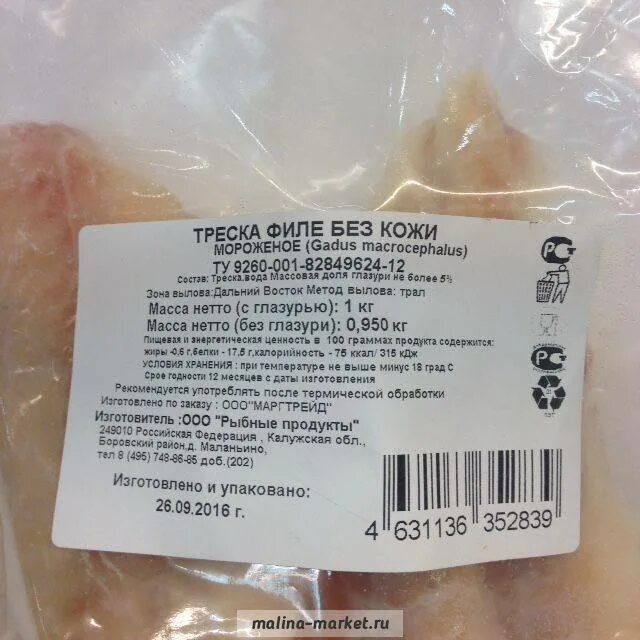 ТРЕСКА ФИЛЕ БЕЗ КОЖИ
МОРОЖЕНОЕ (Gadus macrocephalus)
ТУ 9260-001-82849624-12
Состав: Треска,вода Массовая доля глазури не более 5%
Зона вылова:Дальний Восток Метод вылова: трал
Масса нетто (с глазурью): 1 кг
Масса нетто (без глазури): 0,950 кг
Пищевая и энергетическая ценность в 100 граммах продукта содержится:
жиры -0,6 г,белки - 17,5 г,калорийность - 75 ккал/ 315 кДж
УСЛОВИЯ ХРАНЕНИЯ : при температуре не выше минус 18 град С
Срок годности 12 месяцев с даты изготовления
Рекомендуется употреблять после термической обработки
Изготовлено по заказу : ООО"МАРГТРЕЙД"
Изготовитель :ООО "Рыбные продукты"
249010 Российская Федерация , Калужская обл.,
Боровский район,д. Маланьино,
тел 8 (495) 748-86-85 доб.(202)
Изготовлено и упаковано:
26.09.2016 г.
4 631136 352839
malina-market.ru